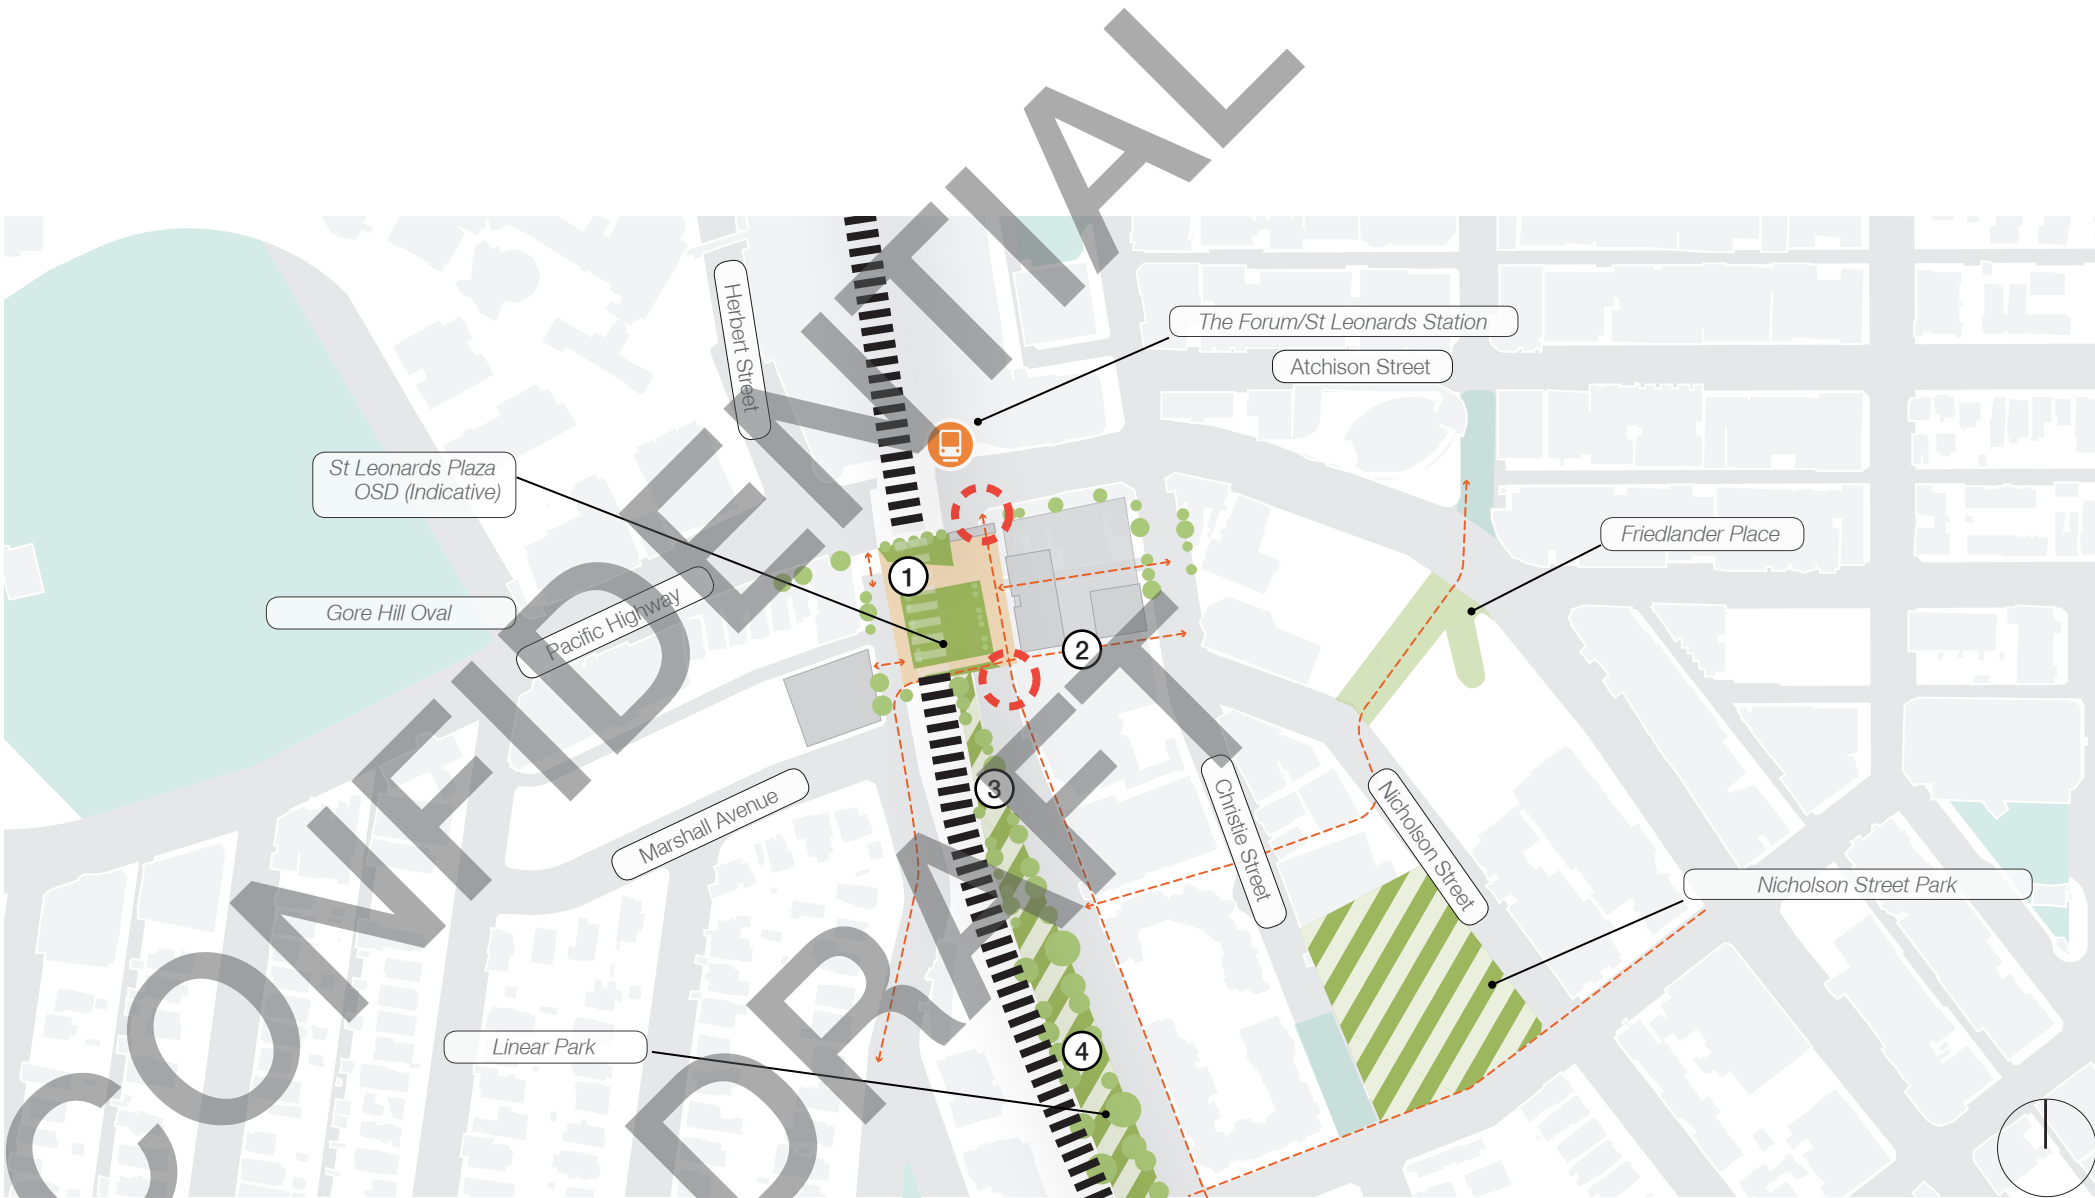 CONFIDENTIAL
DRAFT
Herbert Street
The Forum/St Leonards Station
Atchison Street
St Leonards Plaza
OSD (Indicative)
Friedlander Place
1
Gore Hill Oval
Pacific Highway
2
3
Marshall Avenue
Christie Street
Nicholson Street
Nicholson Street Park
Linear Park
4